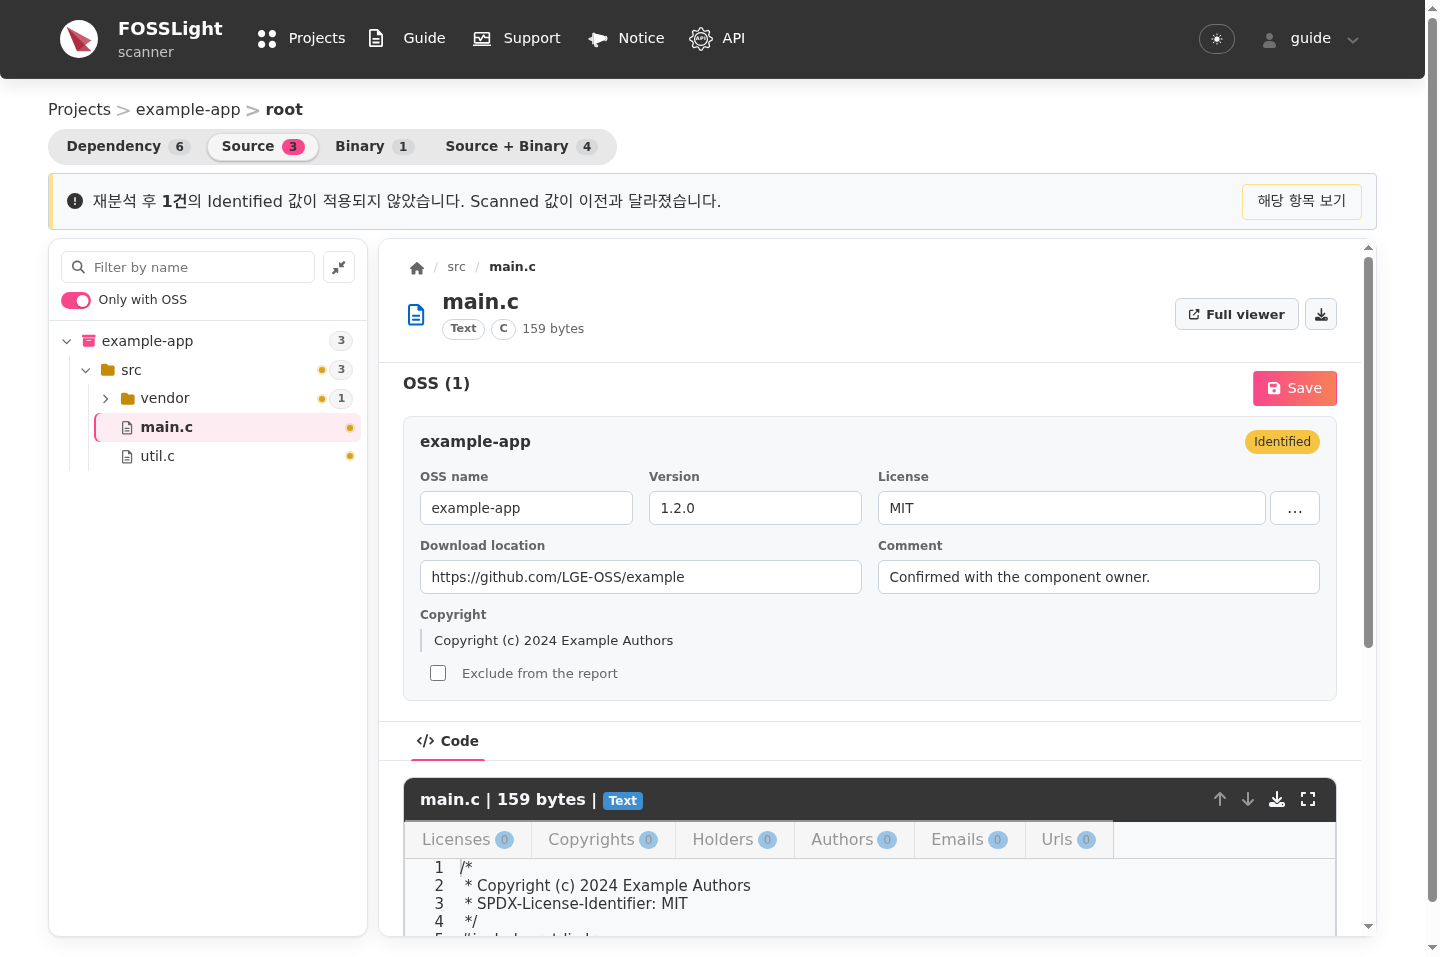 FOSSLight
scanner
Projects
Guide
Support
Notice
API
guide
Projects > example-app > root
Dependency 6
Source 3
Binary 1
Source + Binary 4
재분석 후 1건의 Identified 값이 적용되지 않았습니다. Scanned 값이 이전과 달라졌습니다.
해당 항목 보기
Filter by name
Only with OSS
example-app 3
src 3
vendor 1
main.c
util.c
/ src / main.c
main.c
Text C 159 bytes
Full viewer
OSS (1)
Save
example-app
Identified
OSS name
Version
License
example-app
1.2.0
MIT
...
Download location
Comment
https://github.com/LGE-OSS/example
Confirmed with the component owner.
Copyright
Copyright (c) 2024 Example Authors
Exclude from the report
</> Code
main.c | 159 bytes | Text
Licenses 0
Copyrights 0
Holders 0
Authors 0
Emails 0
Urls 0
1 /*
2 * Copyright (c) 2024 Example Authors
3 * SPDX-License-Identifier: MIT
4 */